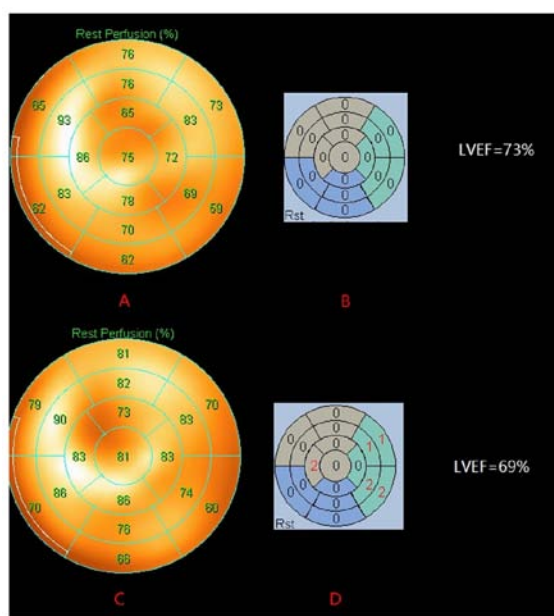 Rest Perfusion (%)
76
76
65 65 73
93 83
86 75 72
83 69
62 78 59
70
62
0
0
0 0 0 0 0
0 0 0
0 0 0 0
0
0
Rst
LVEF=73%
A
B
Rest Perfusion (%)
81
82
79 73 70
90 83
83 81 83
86 74
70 86 60
76
66
0
0
0 0 0 1 1
2 0 0
0 0 0 2 2
0
0
Rst
LVEF=69%
C
D